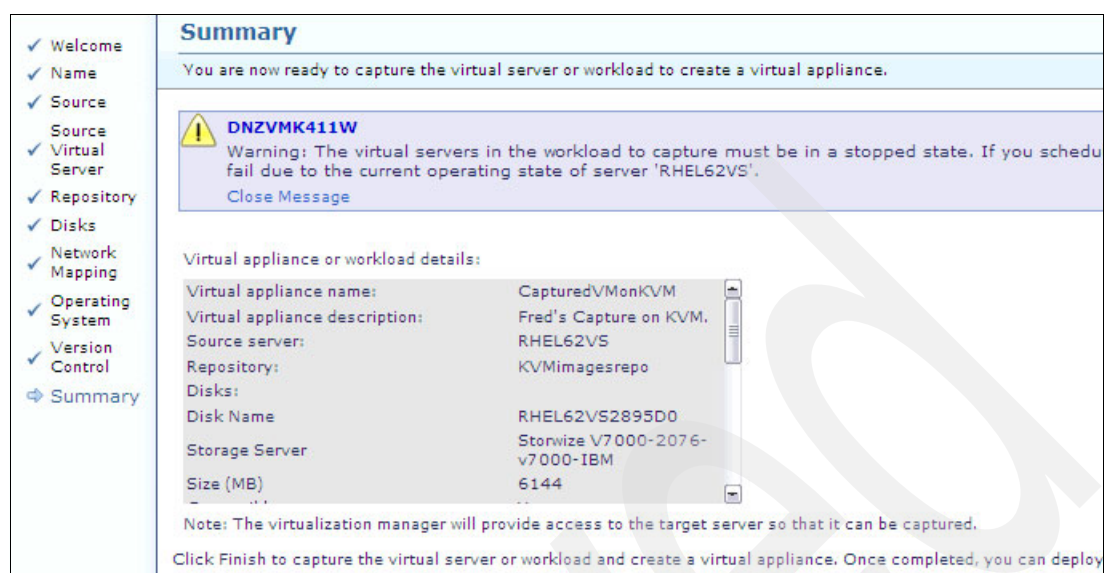 Welcome
Name
Source
Source
Virtual
Server
Repository
Disks
Network
Mapping
Operating
System
Version
Control
Summary
Summary
You are now ready to capture the virtual server or workload to create a virtual appliance.
DNZVMK411W
Warning: The virtual servers in the workload to capture must be in a stopped state. If you schedu
fail due to the current operating state of server 'RHEL62VS'.
Close Message
Virtual appliance or workload details:
Virtual appliance name: CapturedVMonKVM
Virtual appliance description: Fred's Capture on KVM.
Source server: RHEL62VS
Repository: KVMimagesrepo
Disks:
Disk Name RHEL62VS2895D0
Storage Server Storwize V7000-2076-
v7000-IBM
Size (MB) 6144
Note: The virtualization manager will provide access to the target server so that it can be captured.
Click Finish to capture the virtual server or workload and create a virtual appliance. Once completed, you can deploy